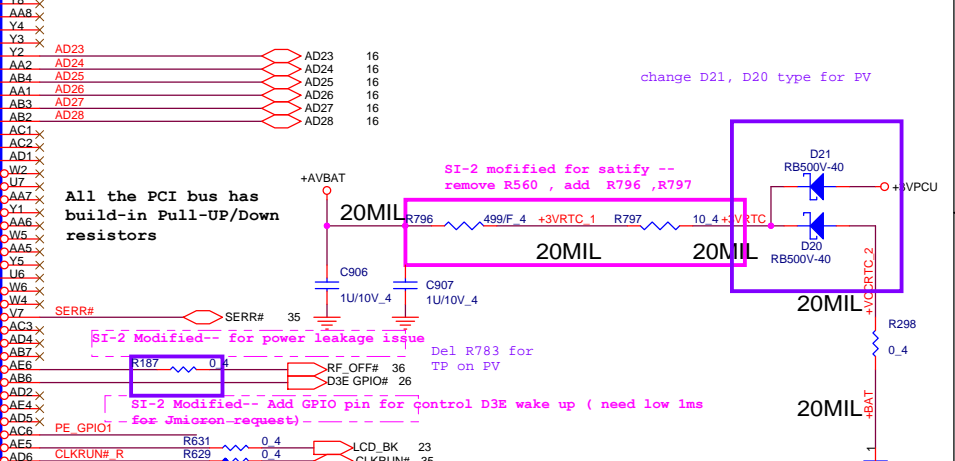 Y8
AA8
Y4
Y3
Y2 AD23 AD23 16
AA2 AD24 AD24 16
AB4 AD25 AD25 16
AA1 AD26 AD26 16
AB3 AD27 AD27 16
AB2 AD28 AD28 16
change D21, D20 type for PV
AC1
AC2
AD1
W2
U7
AA7
Y1
AA6
W5
AA5
Y5
U6
W6
W4
All the PCI bus has
build-in Pull-UP/Down
resistors
SI-2 mofified for satify --
remove R560 , add R796 ,R797
+AVBAT
20MIL
R796 499/F_4 +3VRTC_1 R797 10_4 +3VRTC
20MIL 20MIL
D21
RB500V-40
+3VPCU
D20
RB500V-40
C906
1U/10V_4
C907
1U/10V_4
+VCCRTC_2
20MIL
R298
0_4
20MIL
+BAT
1
V7 SERR# SERR# 35
AC3
AD4
AB7
SI-2 Modified-- for power leakage issue
Del R783 for
TP on PV
AE6 R187 0_4 RF_OFF# 36
AB6 D3E GPIO# 26
AD2
AE4
AD5
SI-2 Modified-- Add GPIO pin for control D3E wake up ( need low 1ms
for Jmicron request)
AC6 PE_GPIO1
AE5 R631 0_4 LCD_BK 23
AD6 CLKRUN#_R R629 0_4 CLKRUN# 35